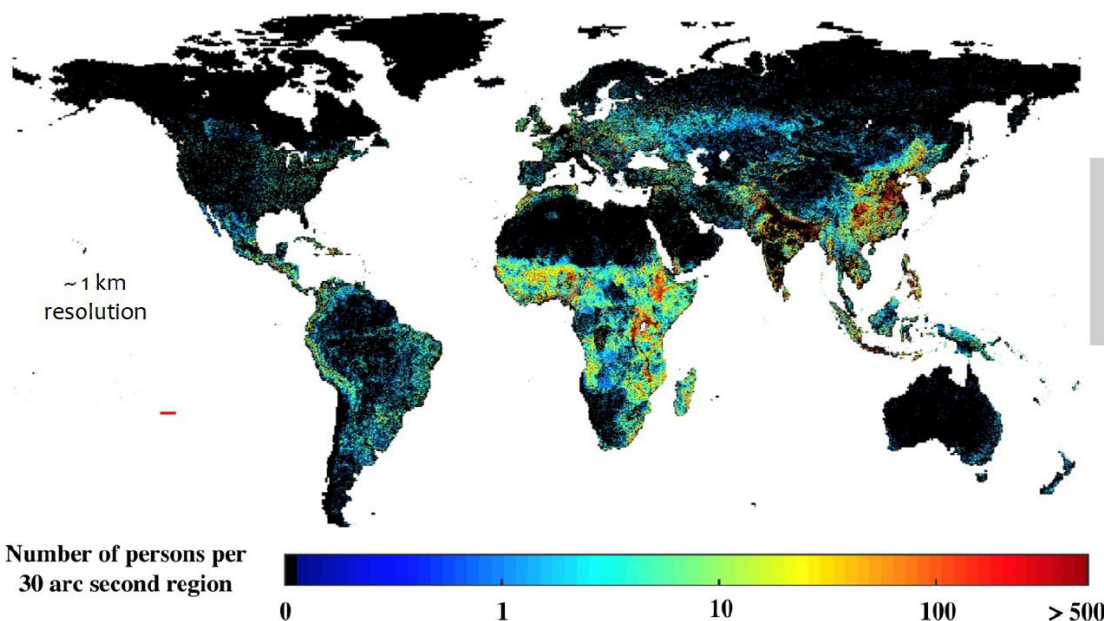 ~1 km
resolution
Number of persons per
30 arc second region
0 1 10 100 >500